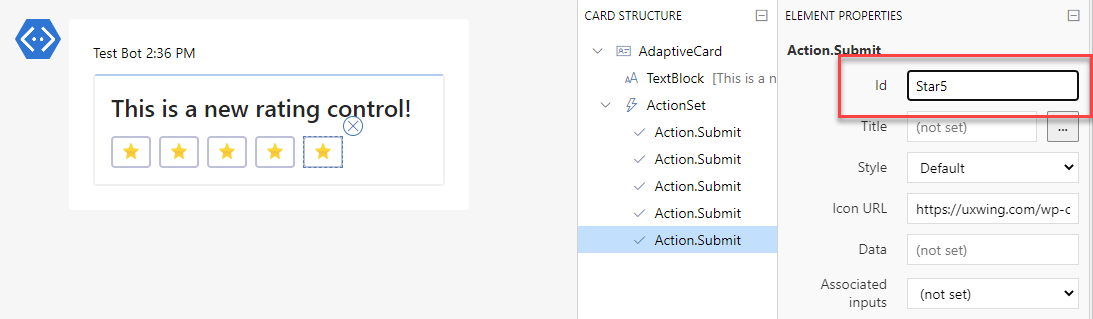 Test Bot 2:36 PM
This is a new rating control!
CARD STRUCTURE
AdaptiveCard
TextBlock [This is a n
ActionSet
Action.Submit
Action.Submit
Action.Submit
Action.Submit
Action.Submit
ELEMENT PROPERTIES
Action.Submit
Id Star5
Title (not set) ...
Style Default
Icon URL https://uxwing.com/wp-c
Data (not set)
Associated
inputs (not set)